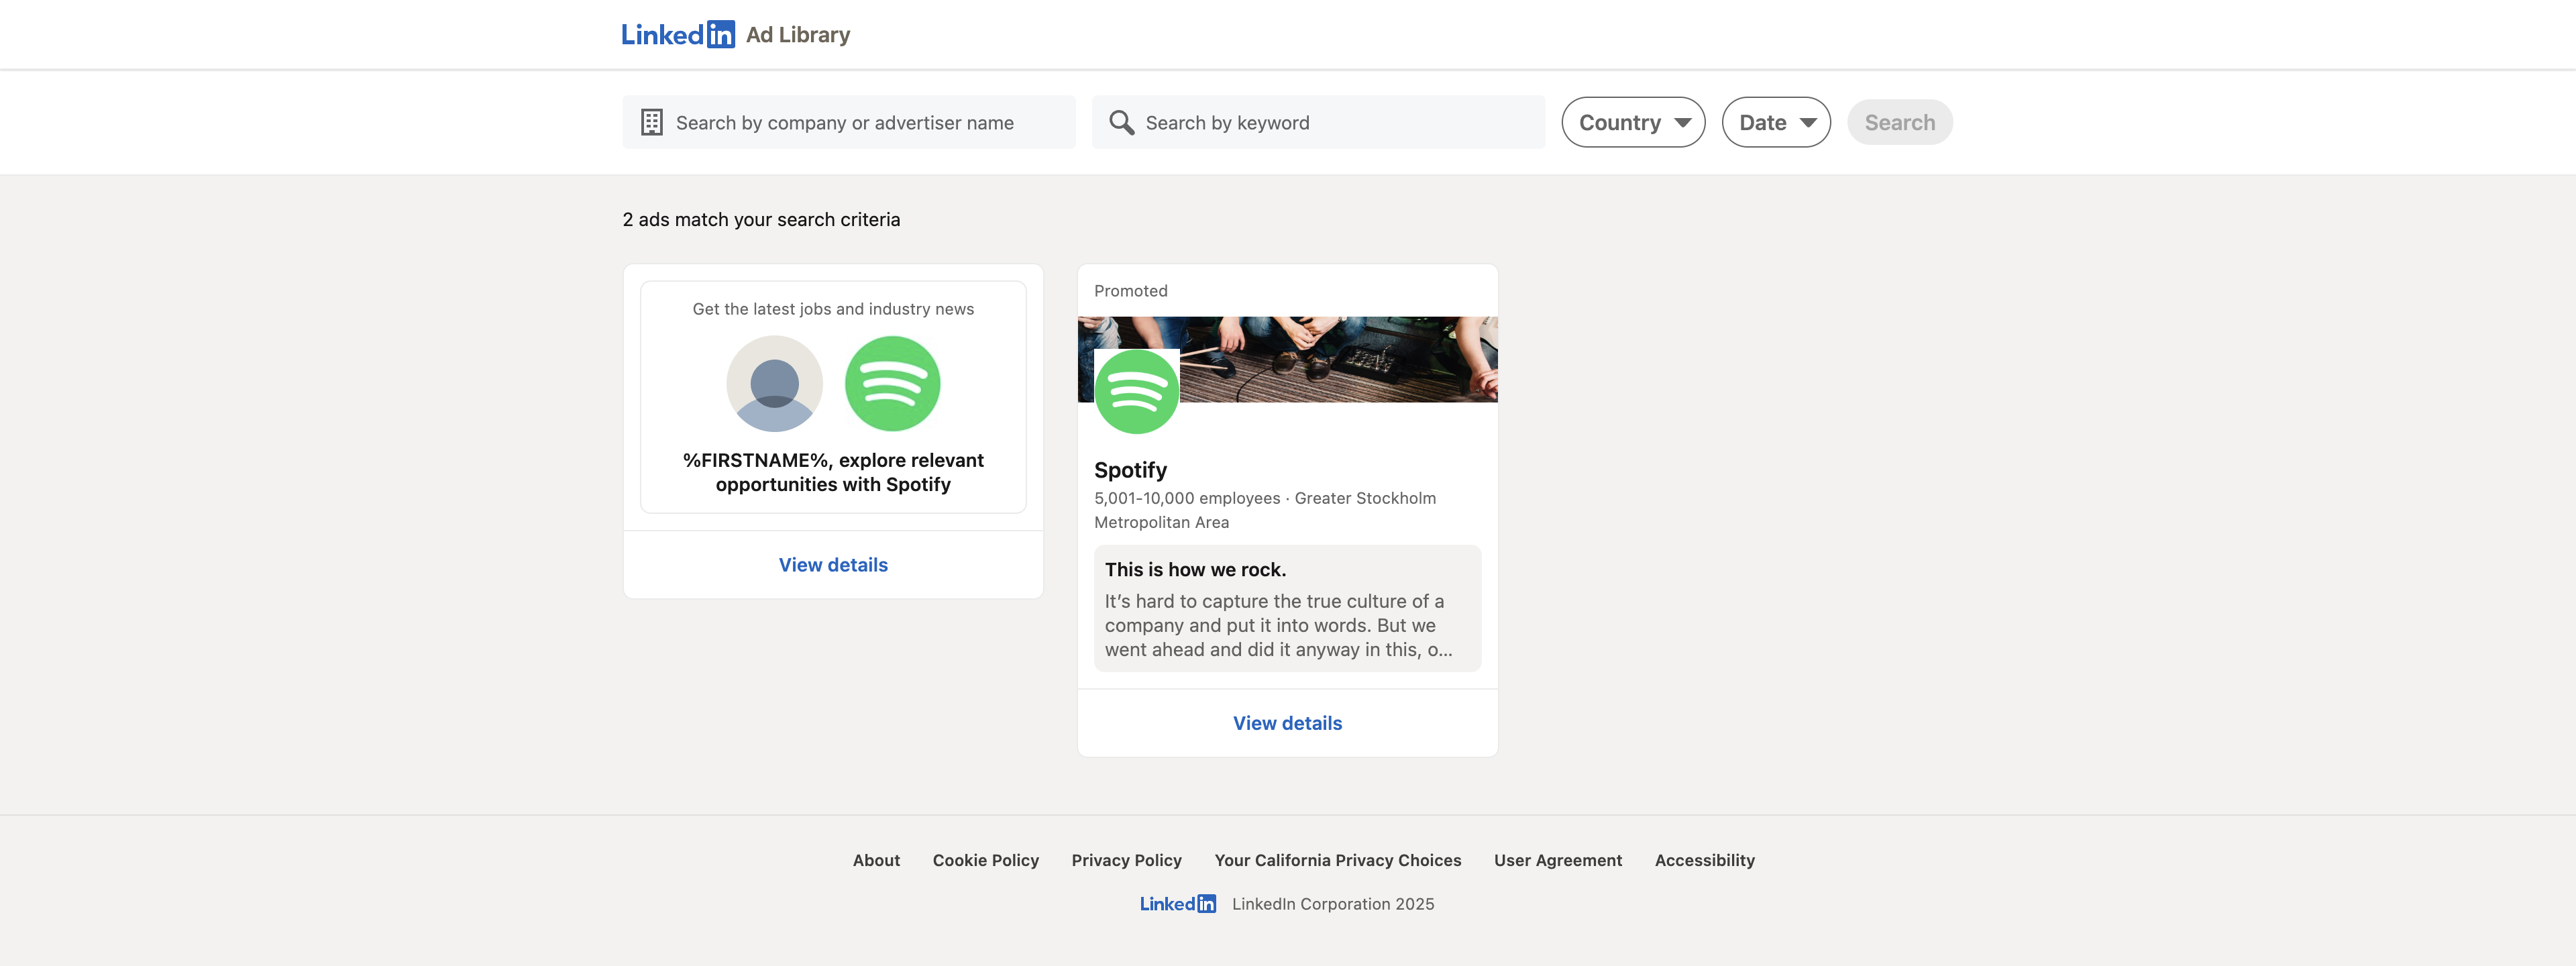 LinkedIn Ad Library
Search by company or advertiser name
Search by keyword
Country
Date
Search
2 ads match your search criteria
Get the latest jobs and industry news
%FIRSTNAME%, explore relevant
opportunities with Spotify
View details
Promoted
Spotify
5,001-10,000 employees · Greater Stockholm
Metropolitan Area
This is how we rock.
It’s hard to capture the true culture of a
company and put it into words. But we
went ahead and did it anyway in this, o...
View details
About Cookie Policy Privacy Policy Your California Privacy Choices User Agreement Accessibility
LinkedIn LinkedIn Corporation 2025